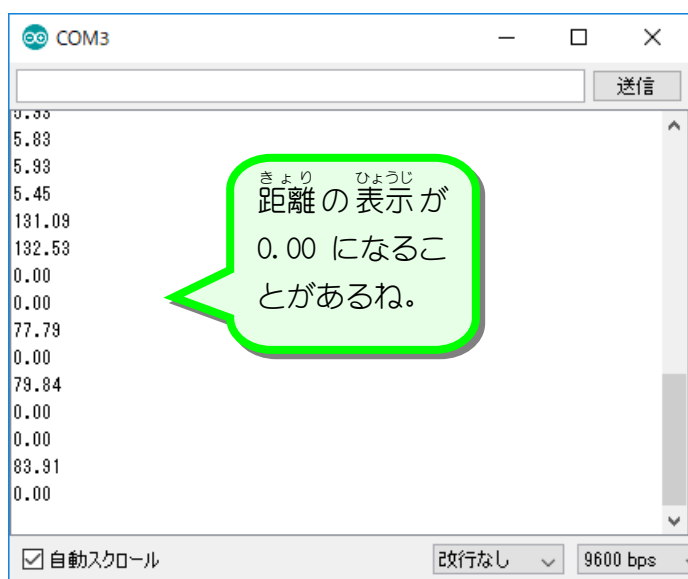 COM3
送信
5.93
5.83
5.93
5.45
131.09
132.53
0.00
0.00
77.79
0.00
79.84
0.00
0.00
83.91
0.00
きょり ひょうじ
距離の表示が
0.00 になるこ
とがあるね。
自動スクロール
改行なし
9600 bps